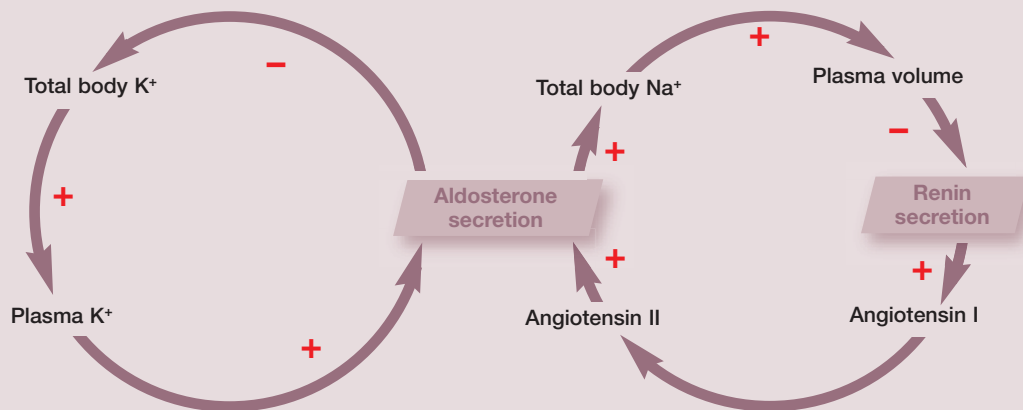 +
−
Total body K⁺
Total body Na⁺
Plasma volume
−
+
+
Aldosterone
secretion
Renin
secretion
+
+
Plasma K⁺
Angiotensin II
Angiotensin I
+